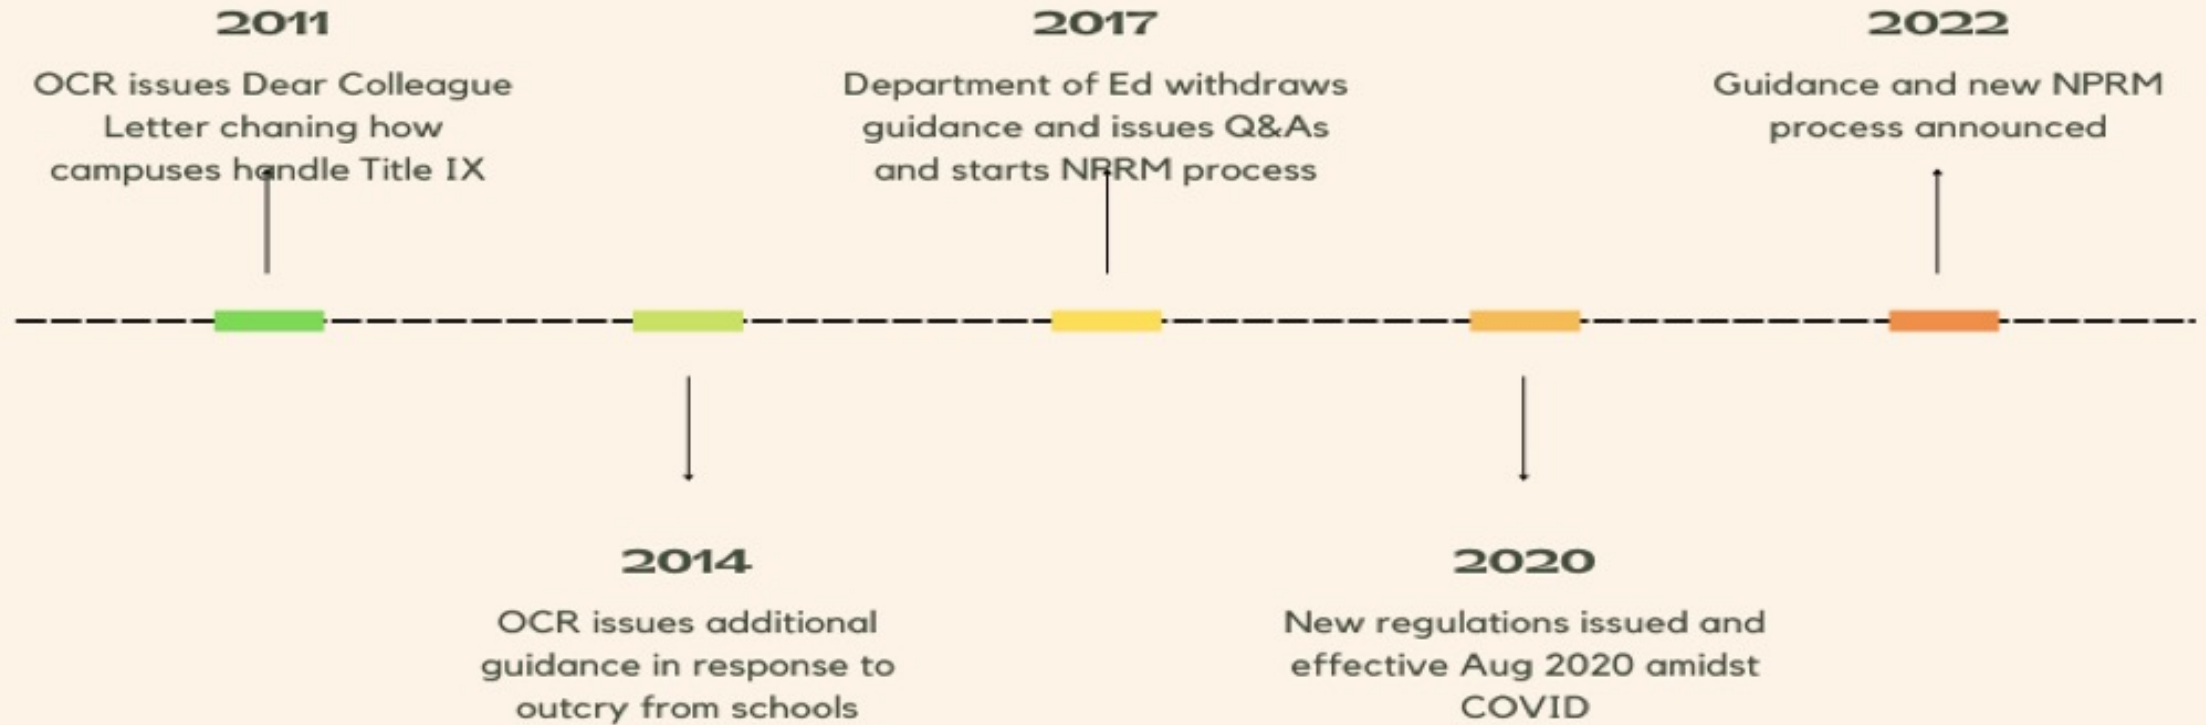 2011
OCR issues Dear Colleague
Letter chaning how
campuses handle Title IX
2014
OCR issues additional
guidance in response to
outcry from schools
2017
Department of Ed withdraws
guidance and issues Q&As
and starts NPRM process
2020
New regulations issued and
effective Aug 2020 amidst
COVID
2022
Guidance and new NPRM
process announced